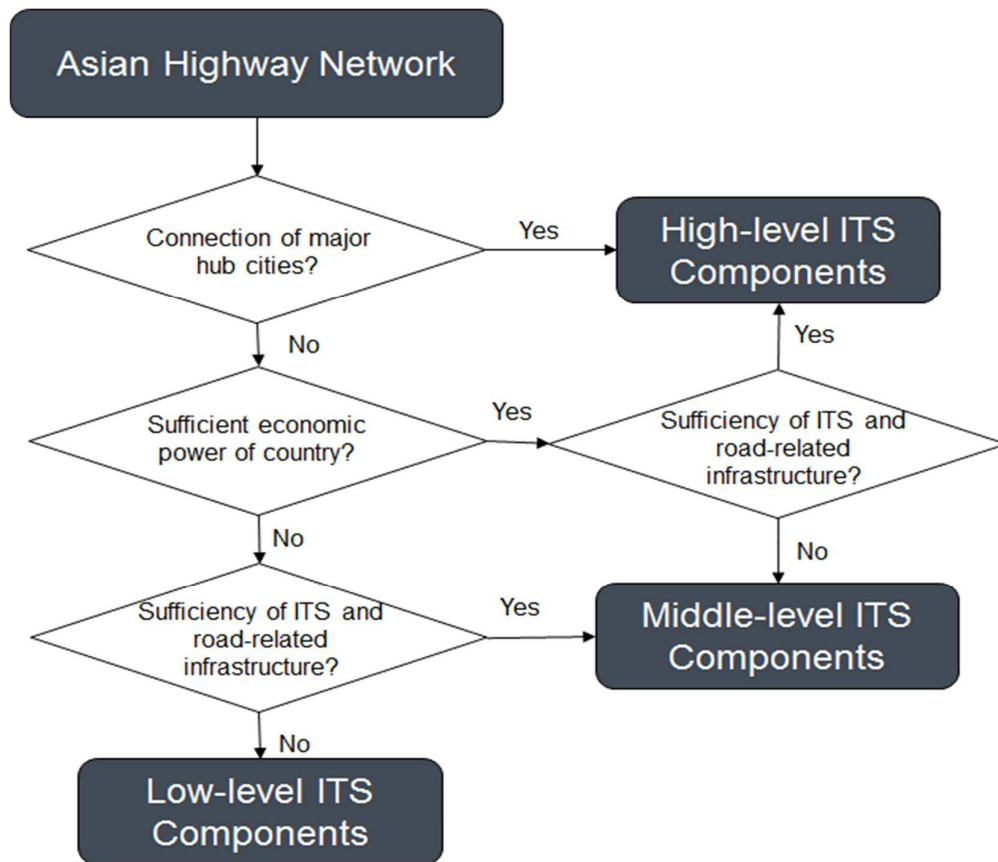 Asian Highway Network
Connection of major
hub cities?
Yes
High-level ITS
Components
No
Yes
Sufficient economic
power of country?
Yes
Sufficiency of ITS and
road-related
infrastructure?
No
No
Sufficiency of ITS and
road-related
infrastructure?
Yes
Middle-level ITS
Components
No
Low-level ITS
Components